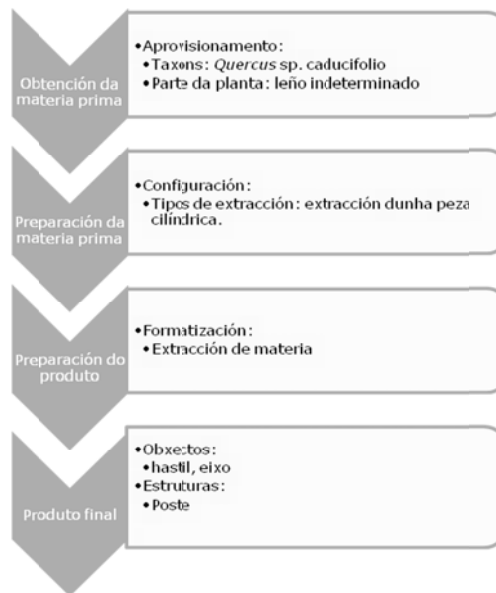 Obtención da
materia prima
•Aprovisionamento:
•Taxons: Quercus sp. caducifolio
•Parte da planta: leño indeterminado
Preparación da
materia prima
•Configuración:
•Tipos de extracción: extracción dunha peza
cilíndrica.
Preparación do
produto
•Formatización:
•Extracción de materia
Produto final
•Obxectos:
•hastil, eixo
•Estruturas:
•Poste